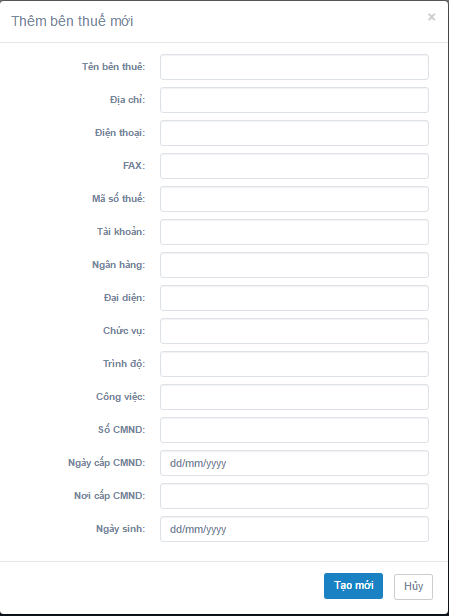 Thêm bên thuế mới ×
Tên bên thuê:
Địa chỉ:
Điện thoại:
FAX:
Mã số thuế:
Tài khoản:
Ngân hàng:
Đại diện:
Chức vụ:
Trình độ:
Công việc:
Số CMND:
Ngày cấp CMND: dd/mm/yyyy
Nơi cấp CMND:
Ngày sinh: dd/mm/yyyy
Tạo mới Hủy